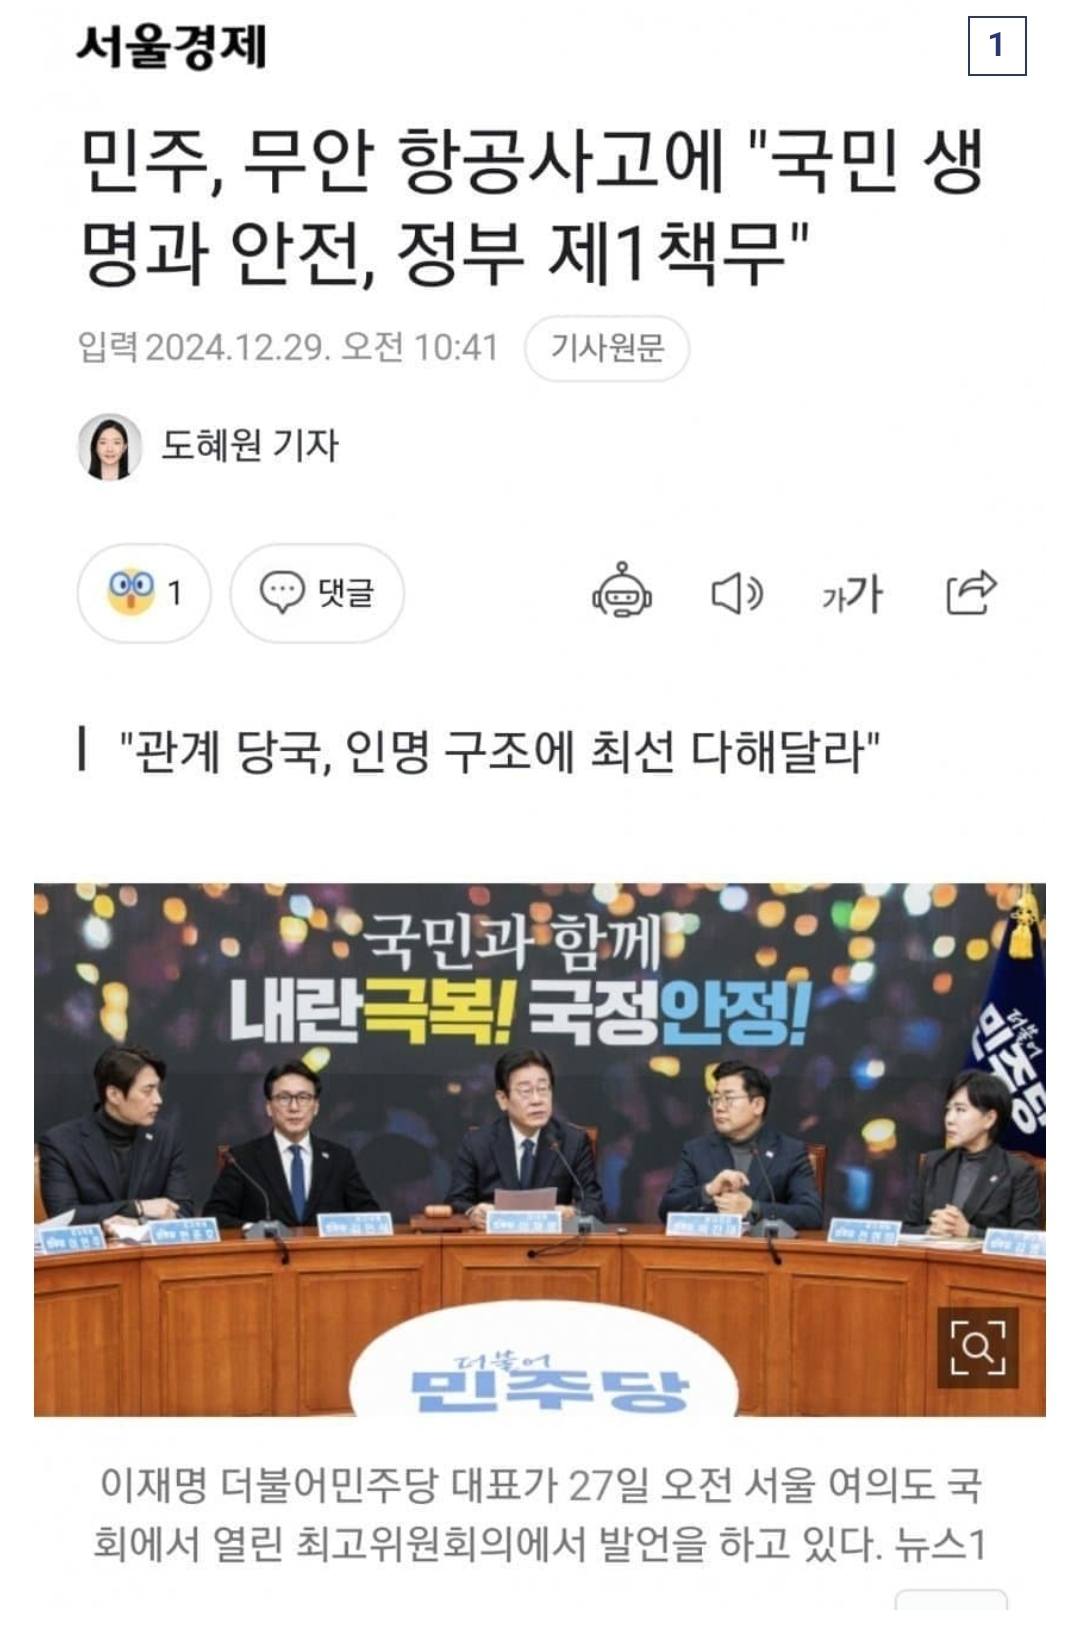 서울경제
1
민주, 무안 항공사고에 "국민 생
명과 안전, 정부 제1책무"
입력 2024.12.29. 오전 10:41 기사원문
도혜원 기자
1 댓글 가가
"관계 당국, 인명 구조에 최선 다해달라"
국민과 함께
내란극복! 국정안정!
더불어
민주당
더불어
민주당
이재명 더불어민주당 대표가 27일 오전 서울 여의도 국
회에서 열린 최고위원회의에서 발언을 하고 있다. 뉴스1